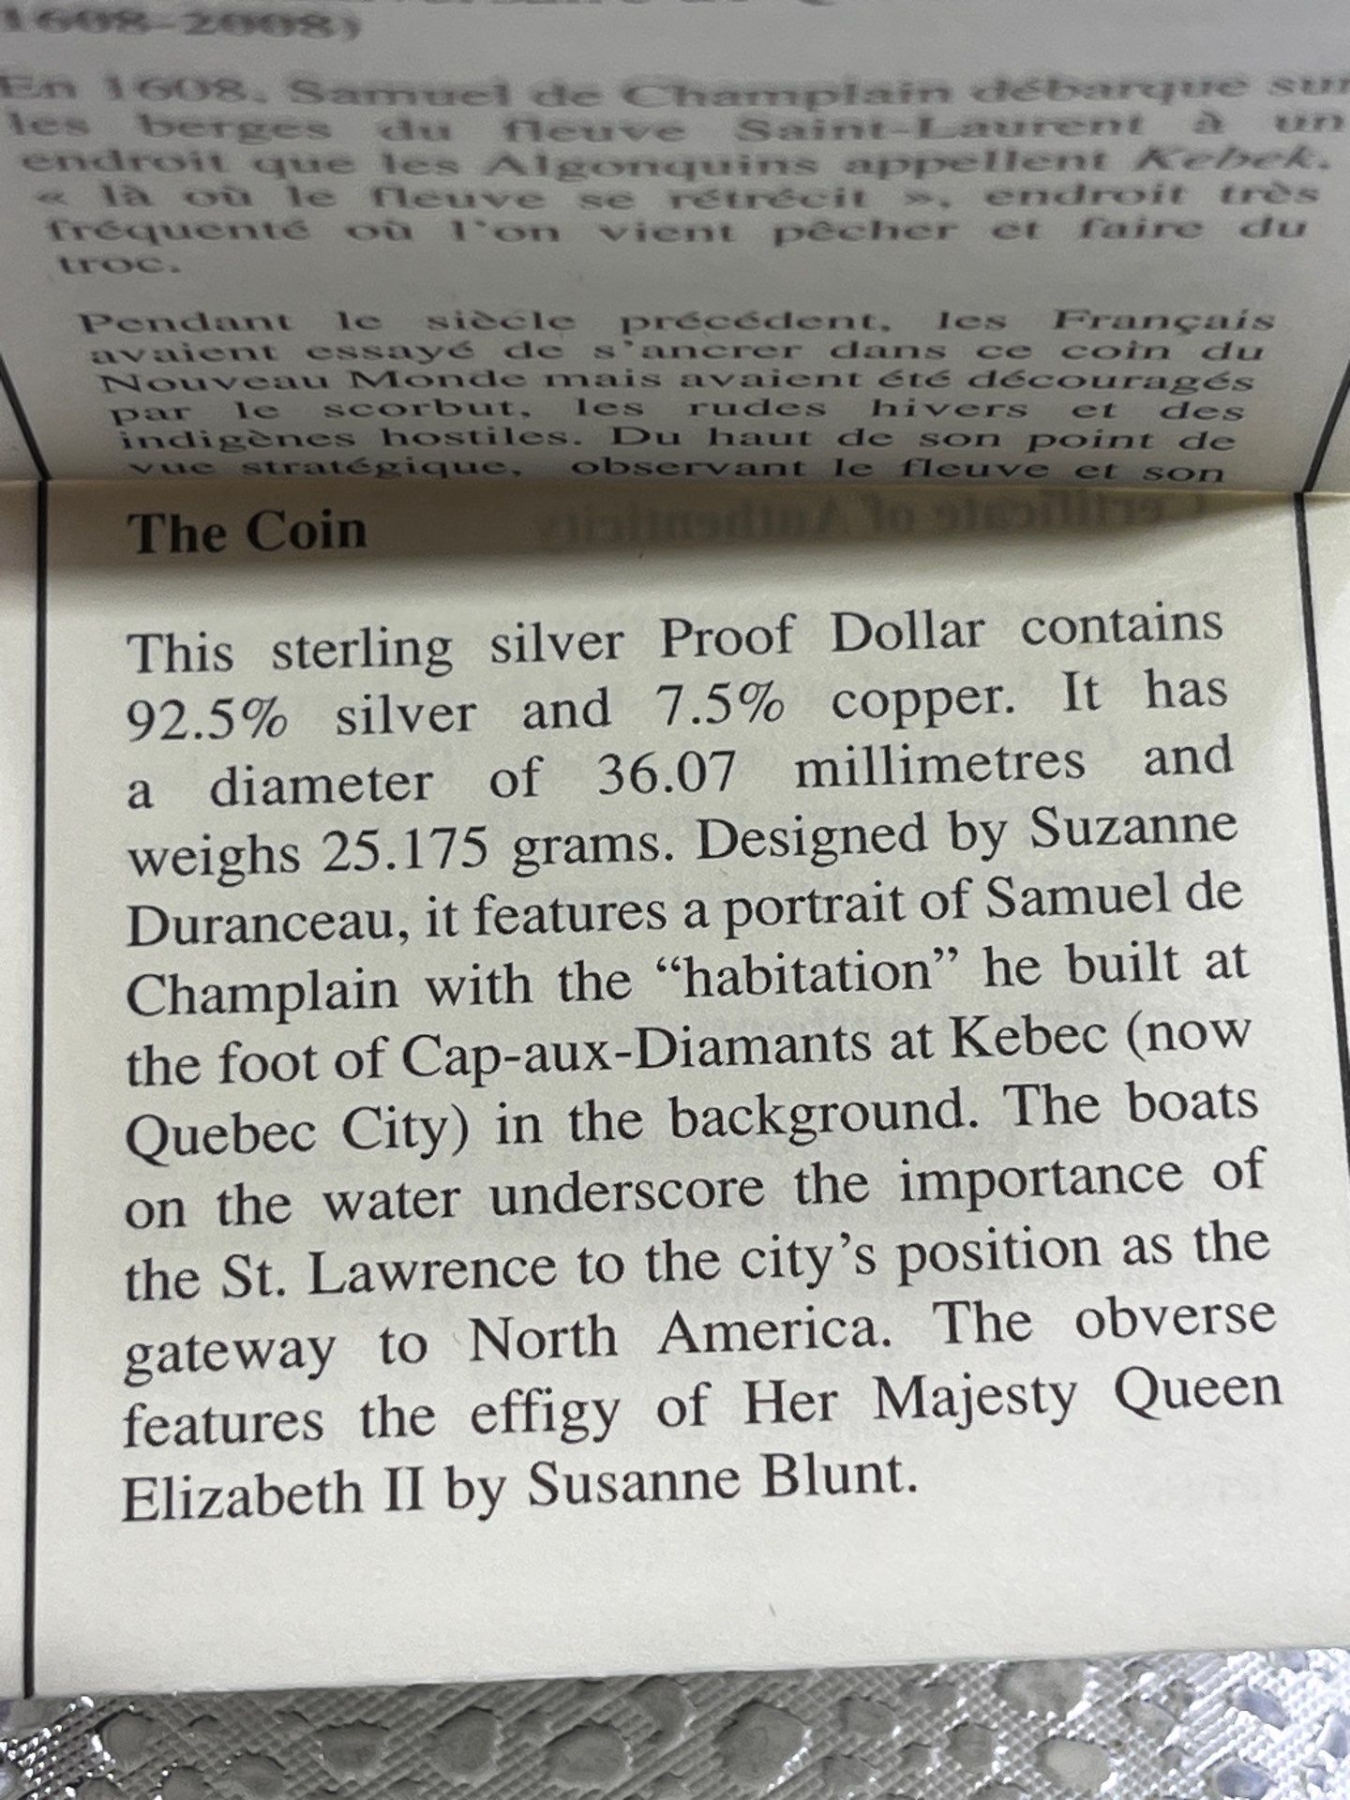 1608-2008)
En 1608, Samuel de Champlain débarque sur
les berges du fleuve Saint-Laurent à un
endroit que les Algonquins appellent Kebek,
« là où le fleuve se rétrécit », endroit très
fréquenté où l'on vient pêcher et faire du
troc.
Pendant le siècle précédent, les Français
avaient essayé de s'ancrer dans ce coin du
Nouveau Monde mais avaient été découragés
par le scorbut, les rudes hivers et des
indigènes hostiles. Du haut de son point de
vue stratégique, observant le fleuve et son
Certificate of Authenticity
The Coin
This sterling silver Proof Dollar contains
92.5% silver and 7.5% copper. It has
a diameter of 36.07 millimetres and
weighs 25.175 grams. Designed by Suzanne
Duranceau, it features a portrait of Samuel de
Champlain with the “habitation” he built at
the foot of Cap-aux-Diamants at Kebec (now
Quebec City) in the background. The boats
on the water underscore the importance of
the St. Lawrence to the city’s position as the
gateway to North America. The obverse
features the effigy of Her Majesty Queen
Elizabeth II by Susanne Blunt.